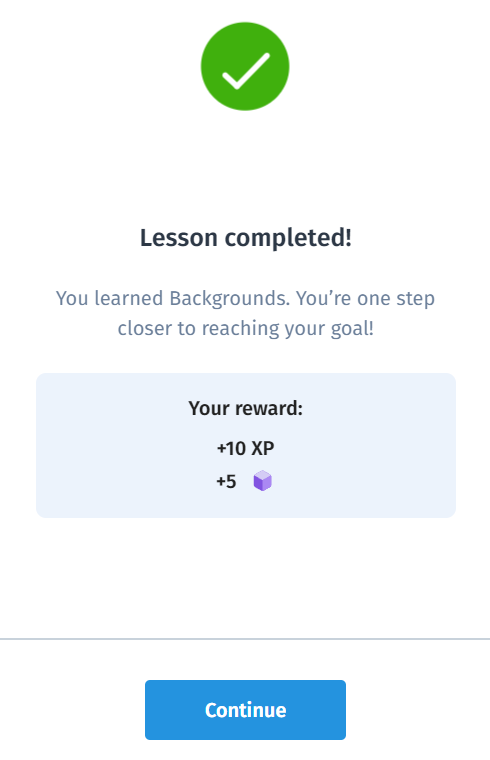 Lesson completed!
You learned Backgrounds. You’re one step
closer to reaching your goal!
Your reward:
+10 XP
+5
Continue